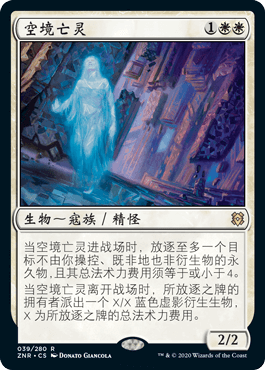 空境亡灵 1
生物～寇族／精怪
当空境亡灵进战场时，放逐至多一个目
标不由你操控、既非地也非衍生物的永
久物，且其总法术力费用须等于或小于4。
当空境亡灵离开战场时，所放逐之牌的
拥有者派出一个 X/X 蓝色虚影衍生生物，
X 为所放逐之牌的总法术力费用。
2/2
039/280 R
ZNR • CS DONATO GIANCOLA
™ & © 2020 Wizards of the Coast